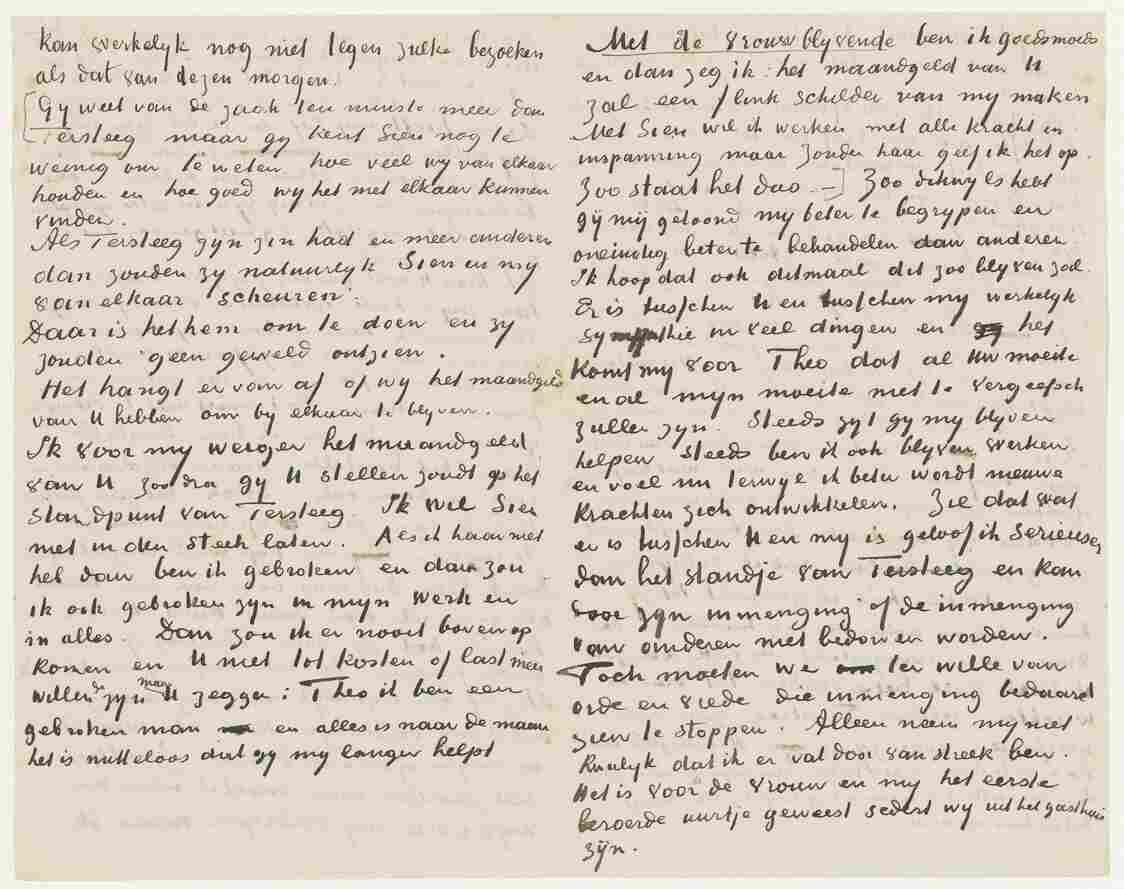 kan werkelyk nog niet tegen zulke bezoeken
als dat van dezen morgen.
[Gy weet van de zaak ten minste meer dan
Tersteeg maar gy kent Sien nog te
weinig om te weten hoe veel wy van elkaar
houden en hoe goed wy het met elkaar kunnen
vinden.
Als Tersteeg zyn zin had en meer anderen
dan zouden zy natuurlyk Sien en my
van elkaar scheuren.
Daar is het hem om te doen en zy
zouden geen geweld ontzien.
Het hangt er van af of wy het maandgeld
van U hebben om by elkaar te blyven.
Ik voor my weiger het maandgeld
van U zoodra gy U stellen zoudt op het
standpunt van Tersteeg. Ik wil Sien
niet in den steek laten. Als ik haar niet
heb dan ben ik gebroken en dan zou
ik ook gebroken zyn in myn werk en
in alles. Dan zou ik er nooit boven op
komen en U niet tot kosten of last meer
willende zyn maar U zeggen: Theo ik ben een
gebroken man en alles is naar de maan
het is nutteloos dat gy my langer helpt
Met de vrouw blyvende ben ik goedsmoeds
en dan zeg ik: het maandgeld van U
zal een flink schilder van my maken
Met Sien wil ik werken met alle kracht en
inspanning maar zonder haar geef ik het op.
Zoo staat het dus.—] Zoo dikwyls hebt
gij mij getoond my beter te begrypen en
oneindig beter te behandelen dan anderen
Ik hoop dat ook ditmaal dit zoo blyven zal.
Er is tusschen U en tusschen my werkelyk
sympathie in veel dingen en het
komt my voor Theo dat al uw moeite
en al myn moeite niet te vergeefsch
zullen zyn. Steeds zyt gy my blyven
helpen steeds ben ik ook blyven werken
en voel nu terwyl ik beter wordt nieuwe
krachten zich ontwikkelen. Zie dat wat
er is tusschen U en my is geloof ik serieuser
dan het standje van Tersteeg en kan
door zyn inmenging of de inmenging
van anderen niet bedorven worden.
Toch moeten we ter wille van
orde en vrede die inmenging bedaard
zien te stoppen. Alleen neem my niet
kwalyk dat ik er wat door van streek ben.
Het is voor de vrouw en my het eerste
beroerde uurtje geweest sedert wy uit het gasthuis
zijn.